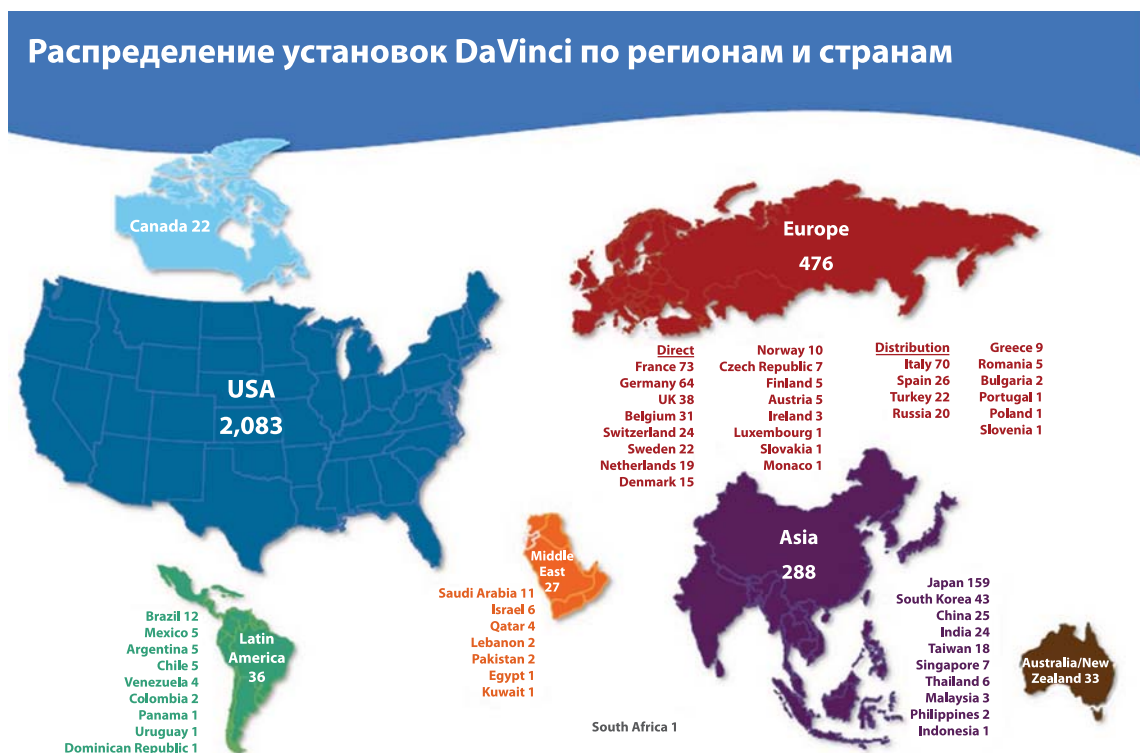 Распределение установок DaVinci по регионам и странам
Canada 22
USA
2,083
Europe
476
Direct
France 73
Germany 64
UK 38
Belgium 31
Switzerland 24
Sweden 22
Netherlands 19
Denmark 15
Norway 10
Czech Republic 7
Finland 5
Austria 5
Ireland 3
Luxembourg 1
Slovakia 1
Monaco 1
Distribution
Italy 70
Spain 26
Turkey 22
Russia 20
Greece 9
Romania 5
Bulgaria 2
Portugal 1
Poland 1
Slovenia 1
Latin
America
36
Brazil 12
Mexico 5
Argentina 5
Chile 5
Venezuela 4
Colombia 2
Panama 1
Uruguay 1
Dominican Republic 1
Middle
East
27
Saudi Arabia 11
Israel 6
Qatar 4
Lebanon 2
Pakistan 2
Egypt 1
Kuwait 1
South Africa 1
Asia
288
Japan 159
South Korea 43
China 25
India 24
Taiwan 18
Singapore 7
Thailand 6
Malaysia 3
Philippines 2
Indonesia 1
Australia/New
Zealand 33